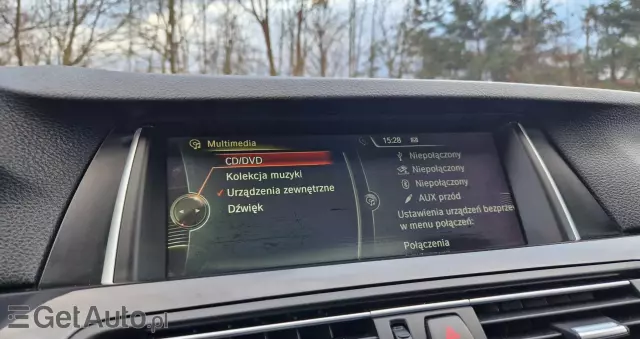 Multimedia
15:28
CD/DVD
Kolekcja muzyki
Urządzenia zewnętrzne
Dźwięk
Niepołączony
Niepołączony
Niepołączony
AUX przód
Ustawienia urządzeń bezprze
w menu połączeń:
Połączenia
GetAuto.pl